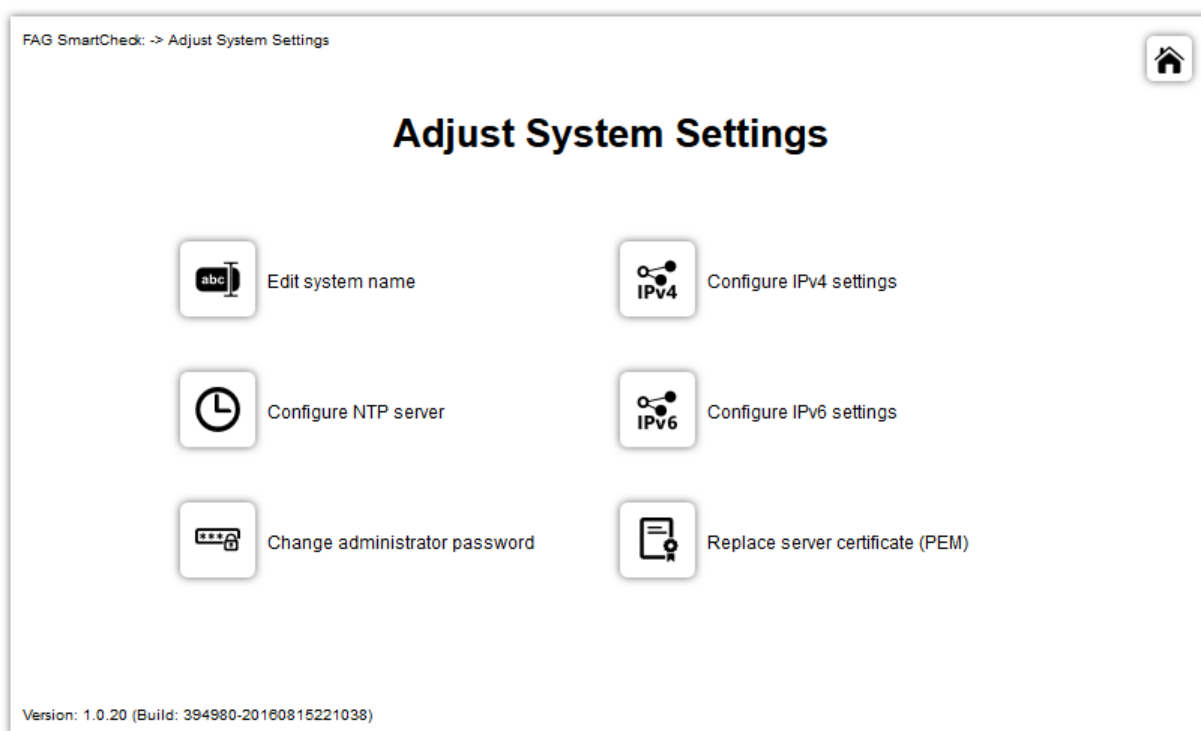 FAG SmartCheck: -> Adjust System Settings
Adjust System Settings
abc
Edit system name
IPv4
Configure IPv4 settings
Configure NTP server
IPv6
Configure IPv6 settings
***
Change administrator password
Replace server certificate (PEM)
Version: 1.0.20 (Build: 394980-20160815221038)